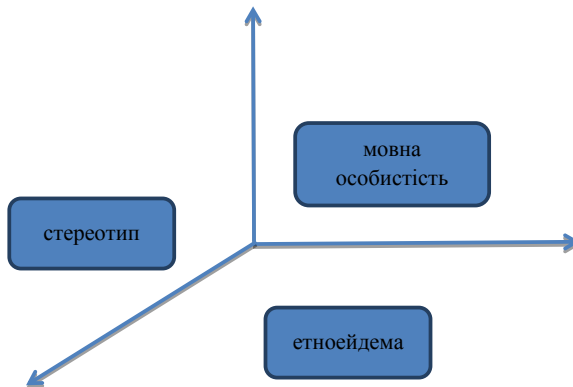 мовна
особистість
стереотип
етноейдема